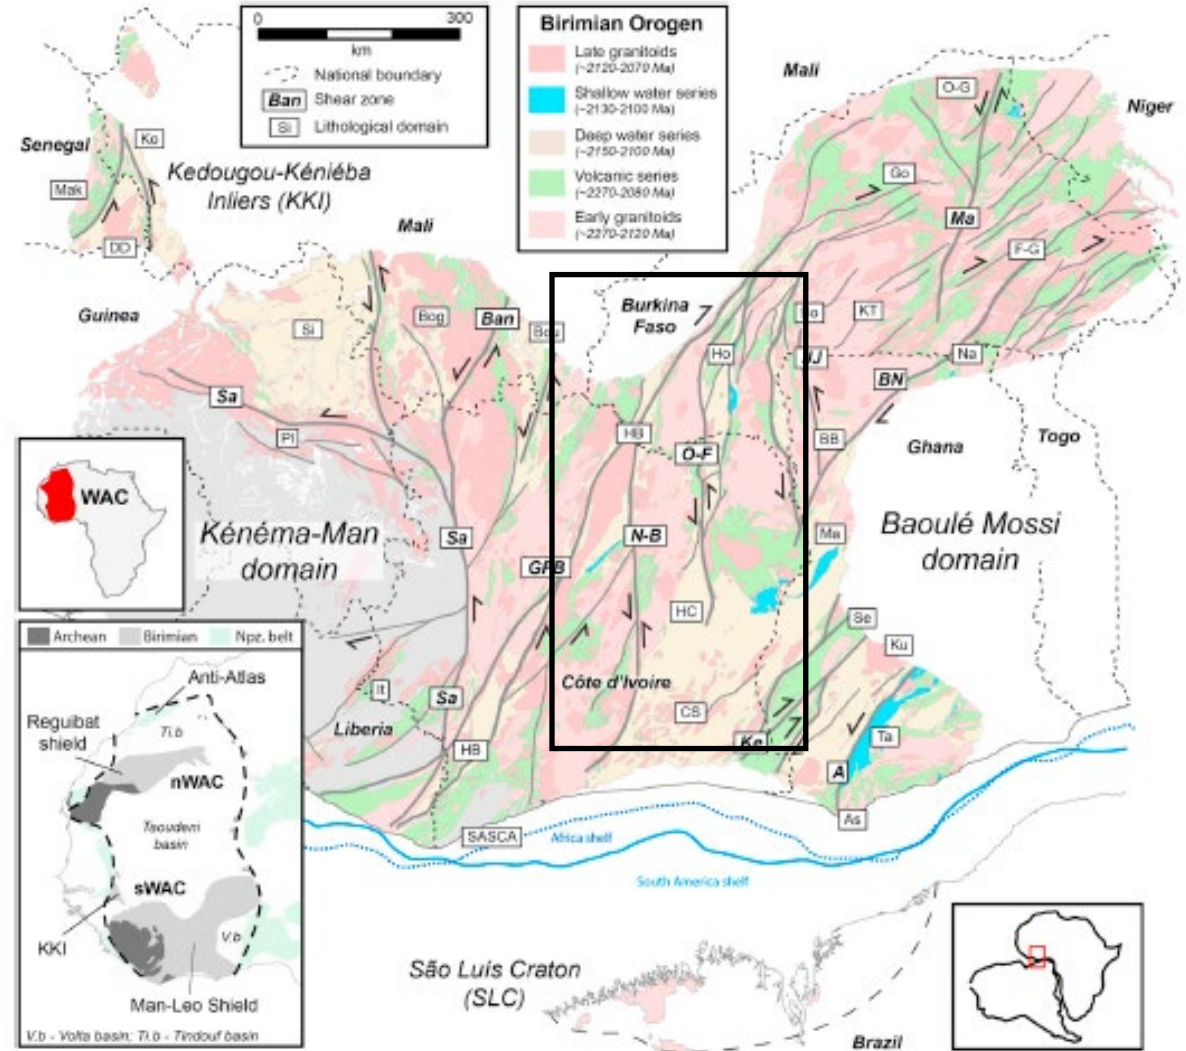 0 300
km
National boundary
Ban Shear zone
Si Lithological domain
Birimian Orogen
Late granitoids
(~2120-2070 Ma)
Shallow water series
(~2130-2100 Ma)
Deep water series
(~2150-2100 Ma)
Volcanic series
(~2270-2080 Ma)
Early granitoids
(~2270-2120 Ma)
Mali
O-G
Niger
Senegal
Ko
Kedougou-Kéniéba
Inliers (KKI)
Mak
DD
Go
Ma
F-G
Mali
Guinea
Si
Bog
Ban
Burkina
Faso
KT
Ho
Na
BN
Sa
PI
HB
O-F
BB
Ghana
Togo
WAC
Kénéma-Man
domain
Sa
N-B
Ma
Baoulé Mossi
domain
HC
Se
Ku
It
Sa
Côte d'Ivoire
CS
Liberia
HB
Ke
Ta
A
As
SASCA
Africa shelf
South America shelf
Archean Birimian Npz. belt
Anti-Atlas
Reguibat
shield
Ti.b
nWAC
Taoudeni
basin
sWAC
KKI
V.b
Man-Leo Shield
V.b - Volta basin; Ti.b - Tindouf basin
São Luis Craton
(SLC)
Brazil